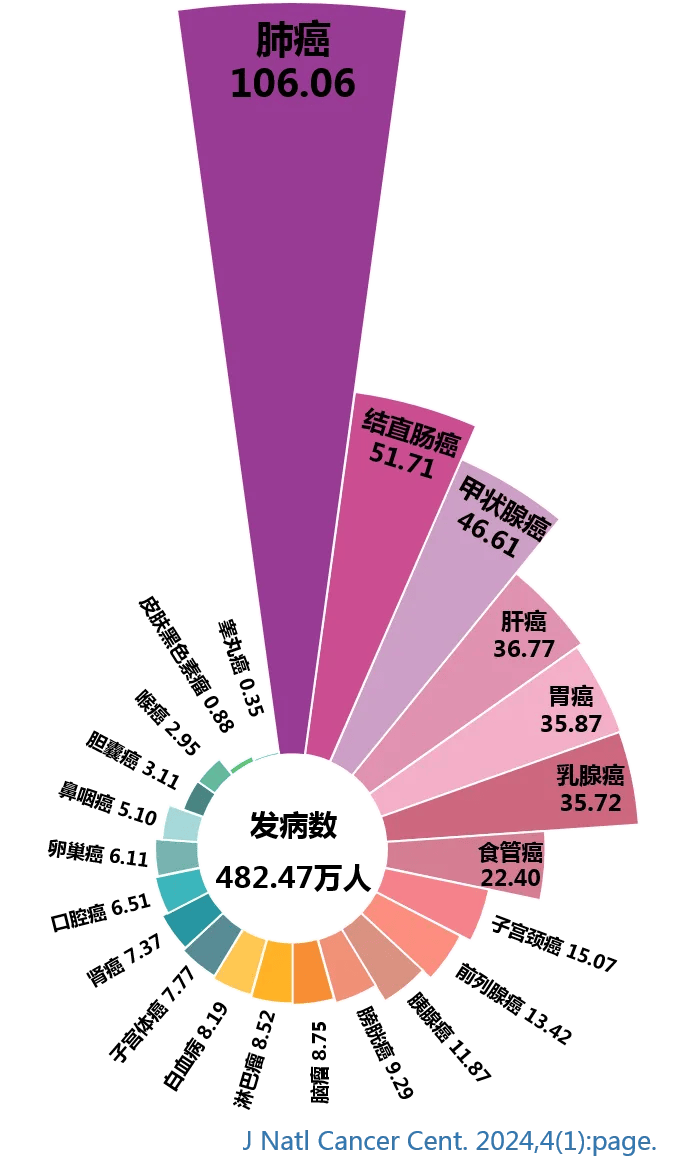 肺癌
106.06
结直肠癌
51.71
甲状腺癌
46.61
肝癌
36.77
胃癌
35.87
乳腺癌
35.72
食管癌
22.40
子宫颈癌 15.07
前列腺癌 13.42
胰腺癌 11.87
膀胱癌 9.29
脑瘤 8.75
淋巴瘤 8.52
白血病 8.19
子宫体癌 7.77
肾癌 7.37
口腔癌 6.51
卵巢癌 6.11
鼻咽癌 5.10
胆囊癌 3.11
喉癌 2.95
皮肤黑色素瘤 0.88
睾丸癌 0.35
发病数
482.47万人
J Natl Cancer Cent. 2024,4(1):page.